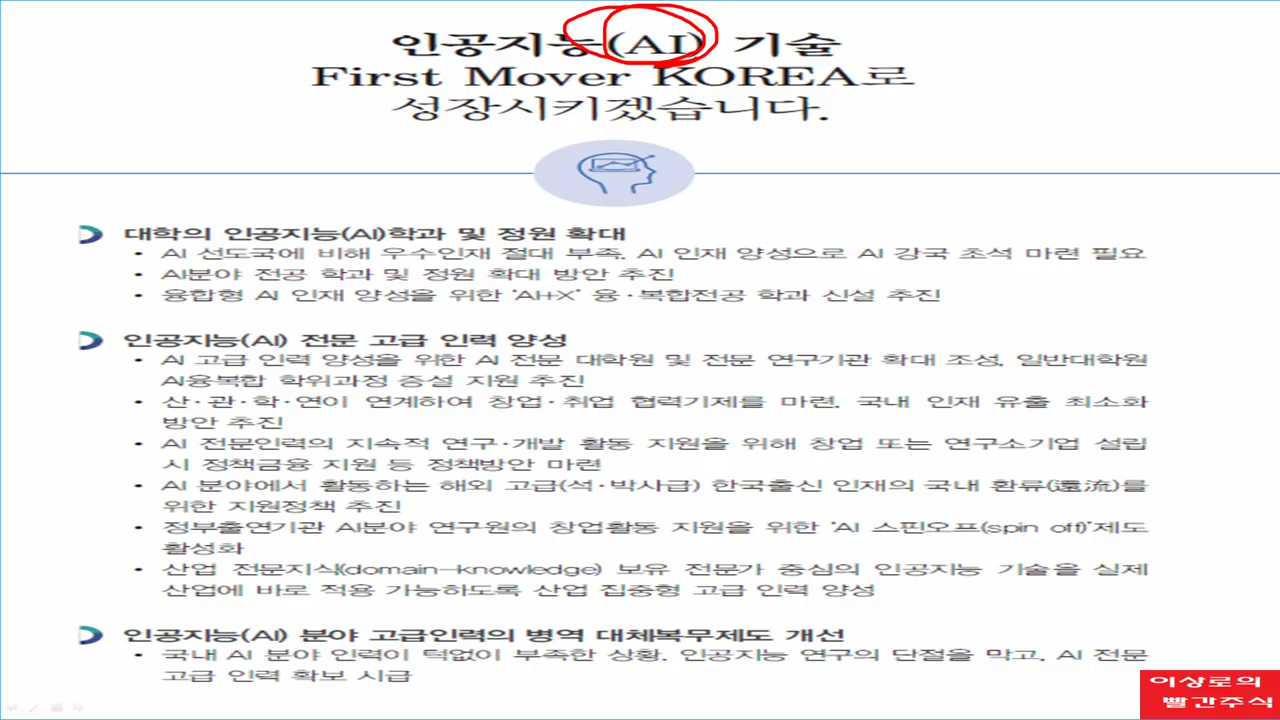 인공지능(AI) 기술
First Mover KOREA로
성장시키겠습니다.
대학의 인공지능(AI)학과 및 정원 확대
• AI 선도국에 비해 우수인재 절대 부족, AI 인재 양성으로 AI 강국 초석 마련 필요
• AI분야 전공 학과 및 정원 확대 방안 추진
• 융합형 AI 인재 양성을 위한 'AI+X' 융·복합전공 학과 신설 추진
인공지능(AI) 전문 고급 인력 양성
• AI 고급 인력 양성을 위한 AI 전문 대학원 및 전문 연구기관 확대 조성, 일반대학원
AI융복합 학위과정 증설 지원 추진
• 산·관·학·연이 연계하여 창업·취업 협력기제를 마련, 국내 인재 유출 최소화
방안 추진
• AI 전문인력의 지속적 연구·개발 활동 지원을 위해 창업 또는 연구소기업 설립
시 정책금융 지원 등 정책방안 마련
• AI 분야에서 활동하는 해외 고급(석·박사급) 한국출신 인재의 국내 환류(還流)를
위한 지원정책 추진
• 정부출연기관 AI분야 연구원의 창업활동 지원을 위한 'AI 스핀오프(spin off)'제도
활성화
• 산업 전문지식(domain-knowledge) 보유 전문가 중심의 인공지능 기술을 실제
산업에 바로 적용 가능하도록 산업 집중형 고급 인력 양성
인공지능(AI) 분야 고급인력의 병역 대체복무제도 개선
• 국내 AI 분야 인력이 턱없이 부족한 상황, 인공지능 연구의 단절을 막고, AI 전문
고급 인력 확보 시급
이상로의
빨간주식